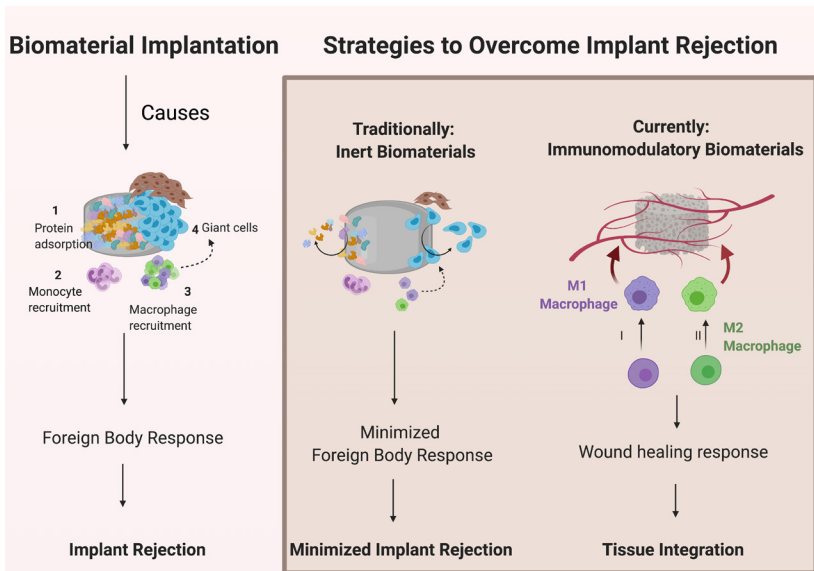 Biomaterial Implantation
Causes
1
Protein
adsorption
4 Giant cells
2
Monocyte
recruitment
3
Macrophage
recruitment
Foreign Body Response
Implant Rejection
Strategies to Overcome Implant Rejection
Traditionally:
Inert Biomaterials
Minimized
Foreign Body Response
Minimized Implant Rejection
Currently:
Immunomodulatory Biomaterials
M1
Macrophage
I
II
M2
Macrophage
Wound healing response
Tissue Integration